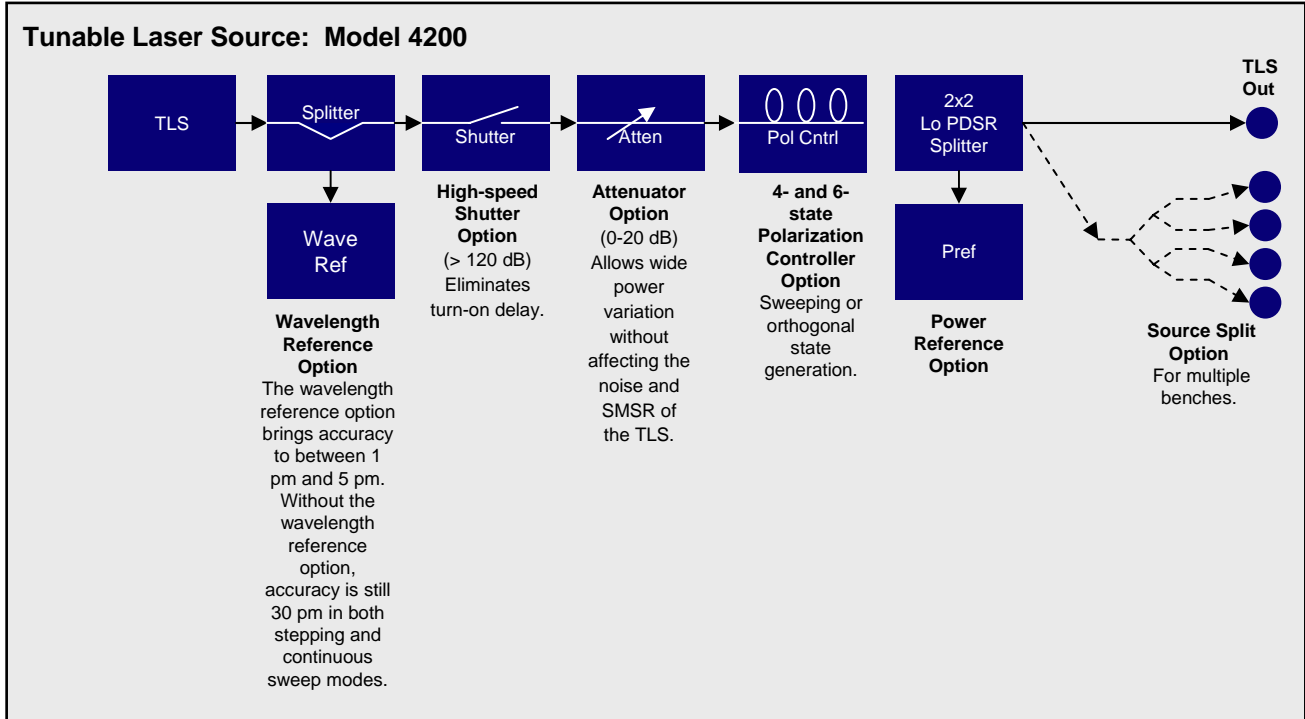 Tunable Laser Source:  Model 4200
TLS
Splitter
Shutter
Atten
Pol Cntrl
2x2
Lo PDSR
Splitter
TLS
Out
Wave
Ref
Pref
Wavelength
Reference
Option
The wavelength
reference option
brings accuracy
to between 1
pm and 5 pm.
Without the
wavelength
reference
option,
accuracy is still
30 pm in both
stepping and
continuous
sweep modes.
High-speed
Shutter
Option
(> 120 dB)
Eliminates
turn-on delay.
Attenuator
Option
(0-20 dB)
Allows wide
power
variation
without
affecting the
noise and
SMSR of
the TLS.
4- and 6-
state
Polarization
Controller
Option
Sweeping or
orthogonal
state
generation.
Power
Reference
Option
Source Split
Option
For multiple
benches.